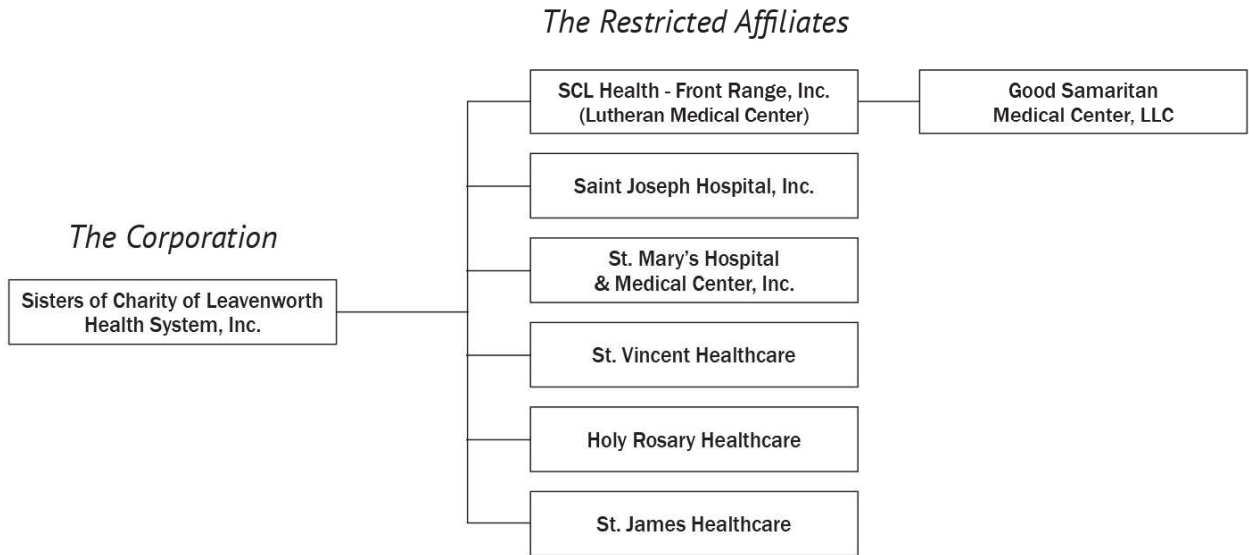 The Restricted Affiliates
SCL Health - Front Range, Inc.
(Lutheran Medical Center)
Good Samaritan
Medical Center, LLC
Saint Joseph Hospital, Inc.
The Corporation
St. Mary’s Hospital
& Medical Center, Inc.
Sisters of Charity of Leavenworth
Health System, Inc.
St. Vincent Healthcare
Holy Rosary Healthcare
St. James Healthcare